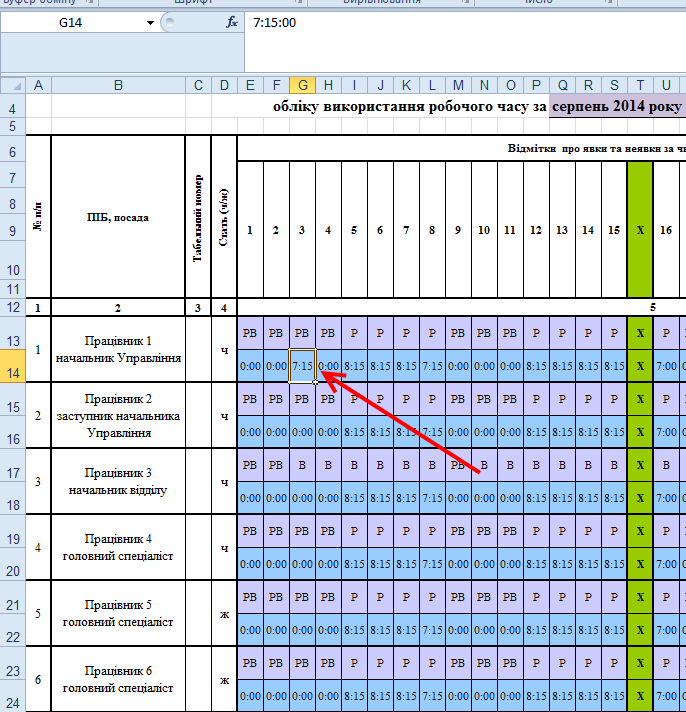 Буфер обміну Шрифт Вирівнювання Число
G14 fx 7:15:00
A B C D E F G H I J K L M N O P Q R S T U
4 обліку використання робочого часу за серпень 2014 року
5
6 Відмітки про явки та неявки за чи
7
8
9 № п/п ПІБ, посада Табельний номер Стать (ч/ж) 1 2 3 4 5 6 7 8 9 10 11 12 13 14 15 X 16
10
11
12 1 2 3 4 5
13 РВ РВ РВ РВ Р Р Р Р РВ РВ РВ Р Р Р Р X Р
1 Працівник 1 ч
начальник Управління
14 0:00 0:00 7:15 0:00 8:15 8:15 8:15 7:15 0:00 0:00 0:00 8:15 8:15 8:15 8:15 X 7:00
15 Працівник 2 РВ РВ РВ РВ Р Р Р Р РВ РВ РВ Р Р Р Р X Р
2 заступник начальника ч
16 Управління 0:00 0:00 0:00 0:00 8:15 8:15 8:15 7:15 0:00 0:00 0:00 8:15 8:15 8:15 8:15 X 7:00
17 РВ РВ В В В В В В РВ В В В В В В X В
3 Працівник 3 ч
начальник відділу
18 0:00 0:00 0:00 0:00 8:15 8:15 8:15 7:15 0:00 0:00 0:00 8:15 8:15 8:15 8:15 X 7:00
19 РВ РВ РВ РВ Р Р Р Р РВ РВ РВ Р Р Р Р X Р
4 Працівник 4 ч
головний спеціаліст
20 0:00 0:00 0:00 0:00 8:15 8:15 8:15 7:15 0:00 0:00 0:00 8:15 8:15 8:15 8:15 X 7:00
21 РВ РВ РВ РВ Р Р Р Р РВ РВ РВ Р Р Р Р X Р
5 Працівник 5 ж
головний спеціаліст
22 0:00 0:00 0:00 0:00 8:15 8:15 8:15 7:15 0:00 0:00 0:00 8:15 8:15 8:15 8:15 X 7:00
23 РВ РВ РВ РВ Р Р Р Р РВ РВ РВ Р Р Р Р X Р
6 Працівник 6 ж
головний спеціаліст
24 0:00 0:00 0:00 0:00 8:15 8:15 8:15 7:15 0:00 0:00 0:00 8:15 8:15 8:15 8:15 X 7:00